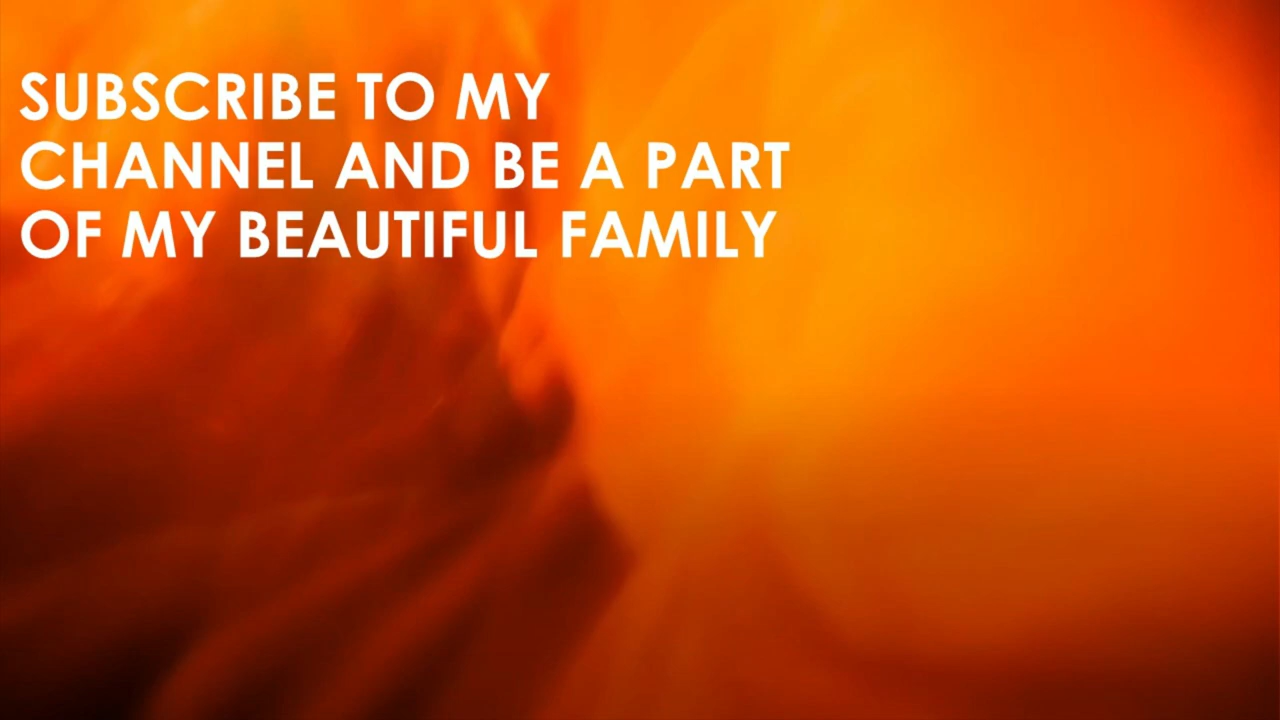 SUBSCRIBE TO MY
CHANNEL AND BE A PART
OF MY BEAUTIFUL FAMILY